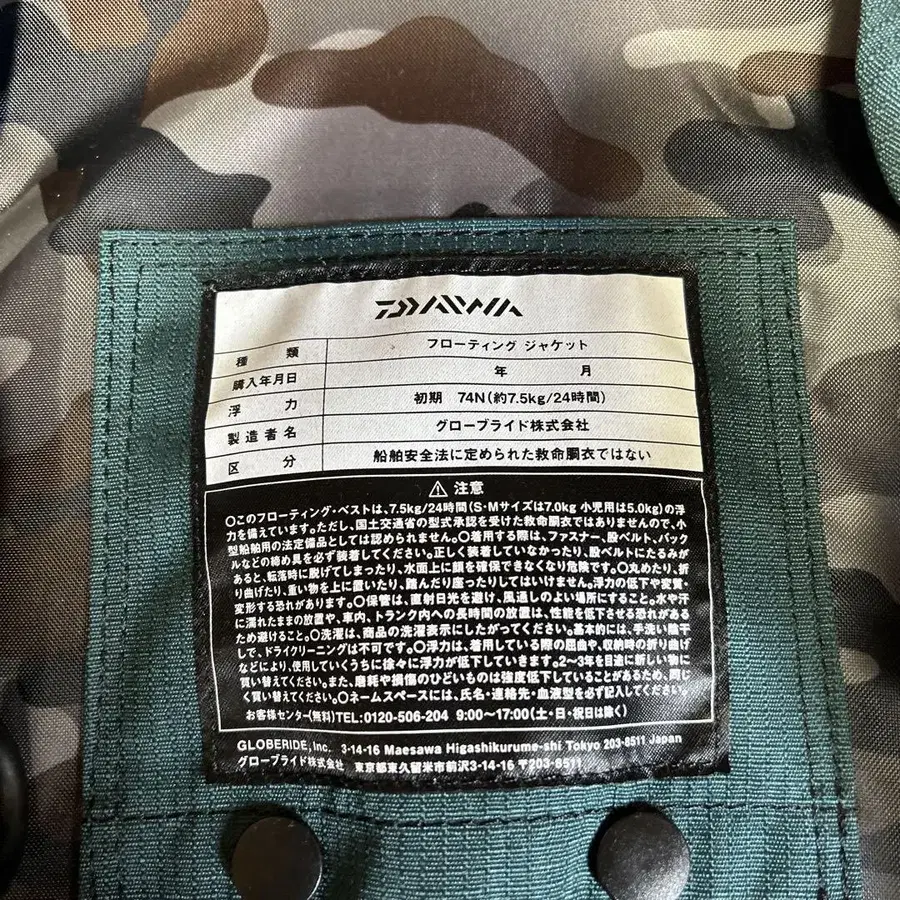 DAIWA
種類 フローティング ジャケット
購入年月日 年 月
浮力 初期 74N(約7.5kg/24時間)
製造者名 グローブライド株式会社
区分 船舶安全法に定められた救命胴衣ではない
⚠ 注意
〇このフローティング・ベストは、7.5kg/24時間(S・Mサイズは7.0kg 小児用は5.0kg)の浮
力を備えています。ただし、国土交通省の型式承認を受けた救命胴衣ではありませんので、小
型船舶用の法定備品としては認められません。〇着用する際は、ファスナー、股ベルト、バック
ルなどの締め具を必ず装着してください。正しく装着していなかったり、股ベルトにたるみが
あると、転落時に脱げてしまったり、水面上に顔を確保できなくなり危険です。〇丸めたり、折
り曲げたり、重い物を上に置いたり、踏んだり座ったりしてはいけません。浮力の低下や変質・
変形する恐れがあります。〇保管は、直射日光を避け、風通しのよい場所にすること。水や汗
に濡れたままの放置や、車内、トランク内への長時間の放置は、性能を低下させる恐れがある
ため避けること。〇洗濯は、商品の洗濯表示にしたがってください。基本的には、手洗い陰干
しで、ドライクリーニングは不可です。〇浮力は、着用している際の屈曲や、収納時の折り曲げ
などにより、使用していくうちに徐々に浮力が低下していきます。2〜3年を目途に新しい物に
買い替えてください。また、磨耗や損傷のひどいものは強度低下していることがあるため、同じ
く買い替えてください。〇ネームスペースには、氏名・連絡先・血液型を必ず記入してください。
お客様センター(無料)TEL:0120-506-204 9:00〜17:00(土・日・祝日は除く)
GLOBERIDE, Inc. 3-14-16 Maesawa Higashikurume-shi Tokyo 203-8511 Japan
グローブライド株式会社 東京都東久留米市前沢3-14-16 〒203-8511